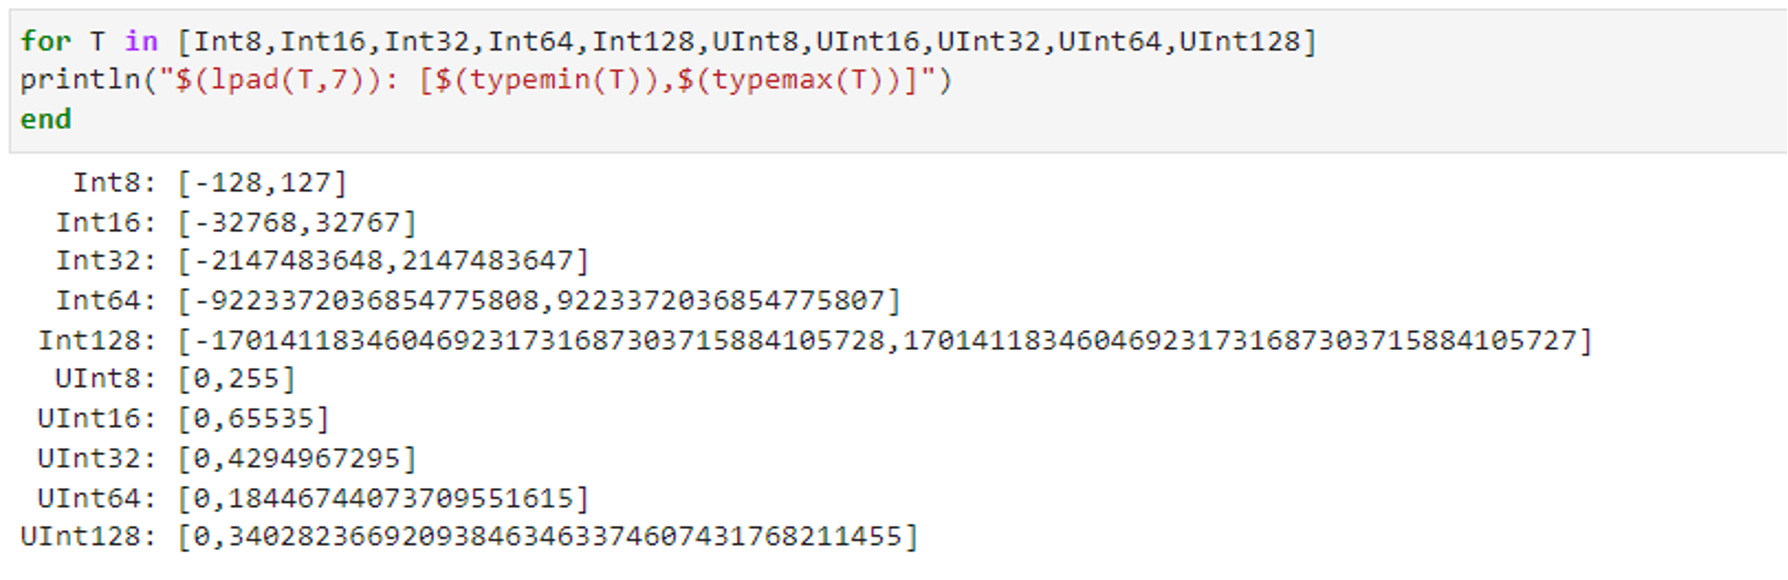 for T in [Int8,Int16,Int32,Int64,Int128,UInt8,UInt16,UInt32,UInt64,UInt128]
println("$(lpad(T,7)): [$(typemin(T)),$(typemax(T))]")
end
   Int8: [-128,127]
  Int16: [-32768,32767]
  Int32: [-2147483648,2147483647]
  Int64: [-9223372036854775808,9223372036854775807]
 Int128: [-170141183460469231731687303715884105728,170141183460469231731687303715884105727]
  UInt8: [0,255]
 UInt16: [0,65535]
 UInt32: [0,4294967295]
 UInt64: [0,18446744073709551615]
UInt128: [0,340282366920938463463374607431768211455]